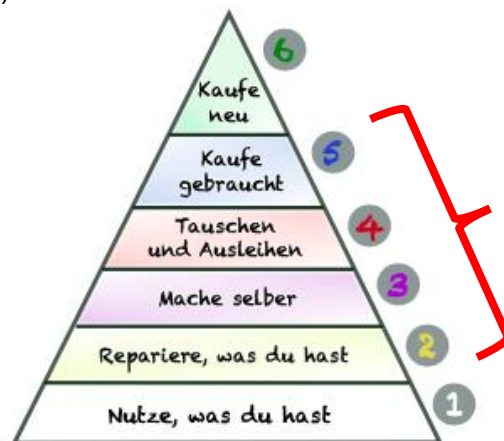 6
Kaufe
neu
5
Kaufe
gebraucht
4
Tauschen
und Ausleihen
3
Mache selber
2
Repariere, was du hast
1
Nutze, was du hast